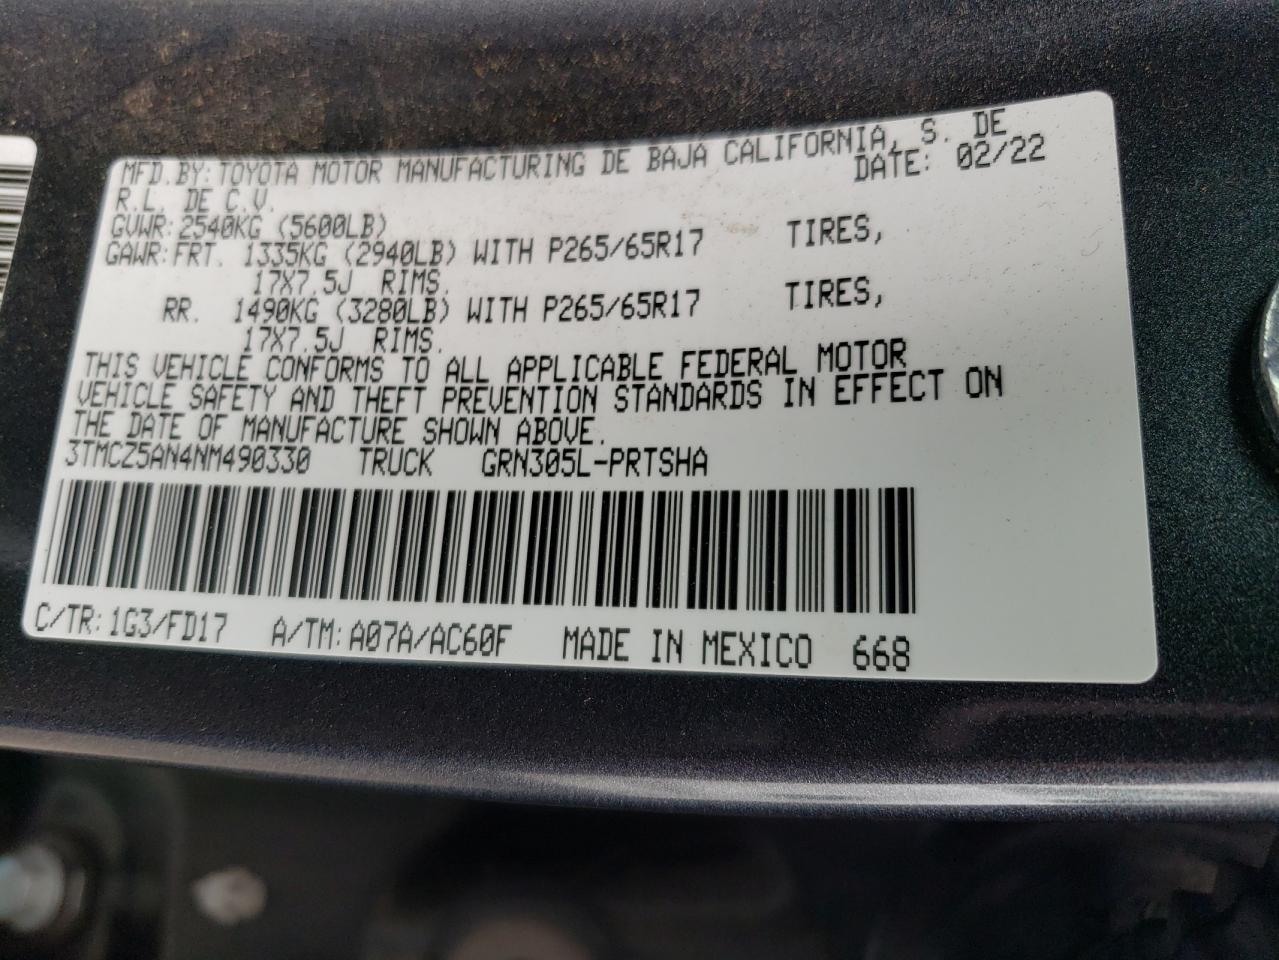 MFD.BY:TOYOTA MOTOR MANUFACTURING DE BAJA CALIFORNIA, S. DE
R.L. DE C.V. DATE: 02/22
GVWR:2540KG (5600LB)
GAWR:FRT. 1335KG (2940LB) WITH P265/65R17 TIRES,
17X7.5J RIMS.
RR. 1490KG (3280LB) WITH P265/65R17 TIRES,
17X7.5J RIMS.
THIS VEHICLE CONFORMS TO ALL APPLICABLE FEDERAL MOTOR
VEHICLE SAFETY AND THEFT PREVENTION STANDARDS IN EFFECT ON
THE DATE OF MANUFACTURE SHOWN ABOVE.
3TMCZ5AN4NM490330 TRUCK GRN305L-PRTSHA
C/TR:1G3/FD17 A/TM:A07A/AC60F MADE IN MEXICO 668